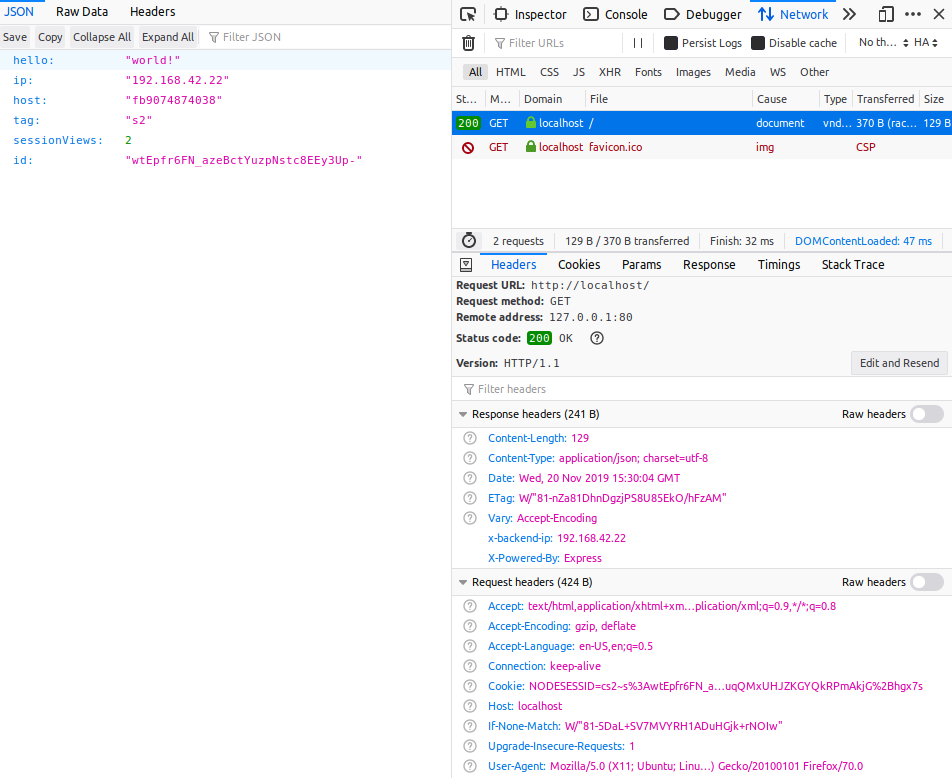 JSON Raw Data Headers
Save Copy Collapse All Expand All Filter JSON
hello: "world!"
ip: "192.168.42.22"
host: "fb9074874038"
tag: "s2"
sessionViews: 2
id: "wtEpfr6FN_azeBctYuzpNstc8EEy3Up-"
Inspector Console Debugger Network
Filter URLs Persist Logs Disable cache No th... HA
All HTML CSS JS XHR Fonts Images Media WS Other
St... M... Domain File Cause Type Transferred Size
200 GET localhost / document vnd... 370 B (rac... 129 B
GET localhost favicon.ico img CSP
2 requests 129 B / 370 B transferred Finish: 32 ms DOMContentLoaded: 47 ms
Headers Cookies Params Response Timings Stack Trace
Request URL: http://localhost/
Request method: GET
Remote address: 127.0.0.1:80
Status code: 200 OK
Version: HTTP/1.1 Edit and Resend
Filter headers
Response headers (241 B) Raw headers
Content-Length: 129
Content-Type: application/json; charset=utf-8
Date: Wed, 20 Nov 2019 15:30:04 GMT
ETag: W/"81-nZa81DhnDgzjPS8U85EkO/hFzAM"
Vary: Accept-Encoding
x-backend-ip: 192.168.42.22
X-Powered-By: Express
Request headers (424 B) Raw headers
Accept: text/html,application/xhtml+xm...plication/xml;q=0.9,*/*;q=0.8
Accept-Encoding: gzip, deflate
Accept-Language: en-US,en;q=0.5
Connection: keep-alive
Cookie: NODESESSID=cs2~s%3AwtEpfr6FN_a...uqQMxUHJZKGYQkRPmAkjG%2Bhgx7s
Host: localhost
If-None-Match: W/"81-5DaL+SV7MVYRH1ADuHGjk+rNOIw"
Upgrade-Insecure-Requests: 1
User-Agent: Mozilla/5.0 (X11; Ubuntu; Linu...) Gecko/20100101 Firefox/70.0